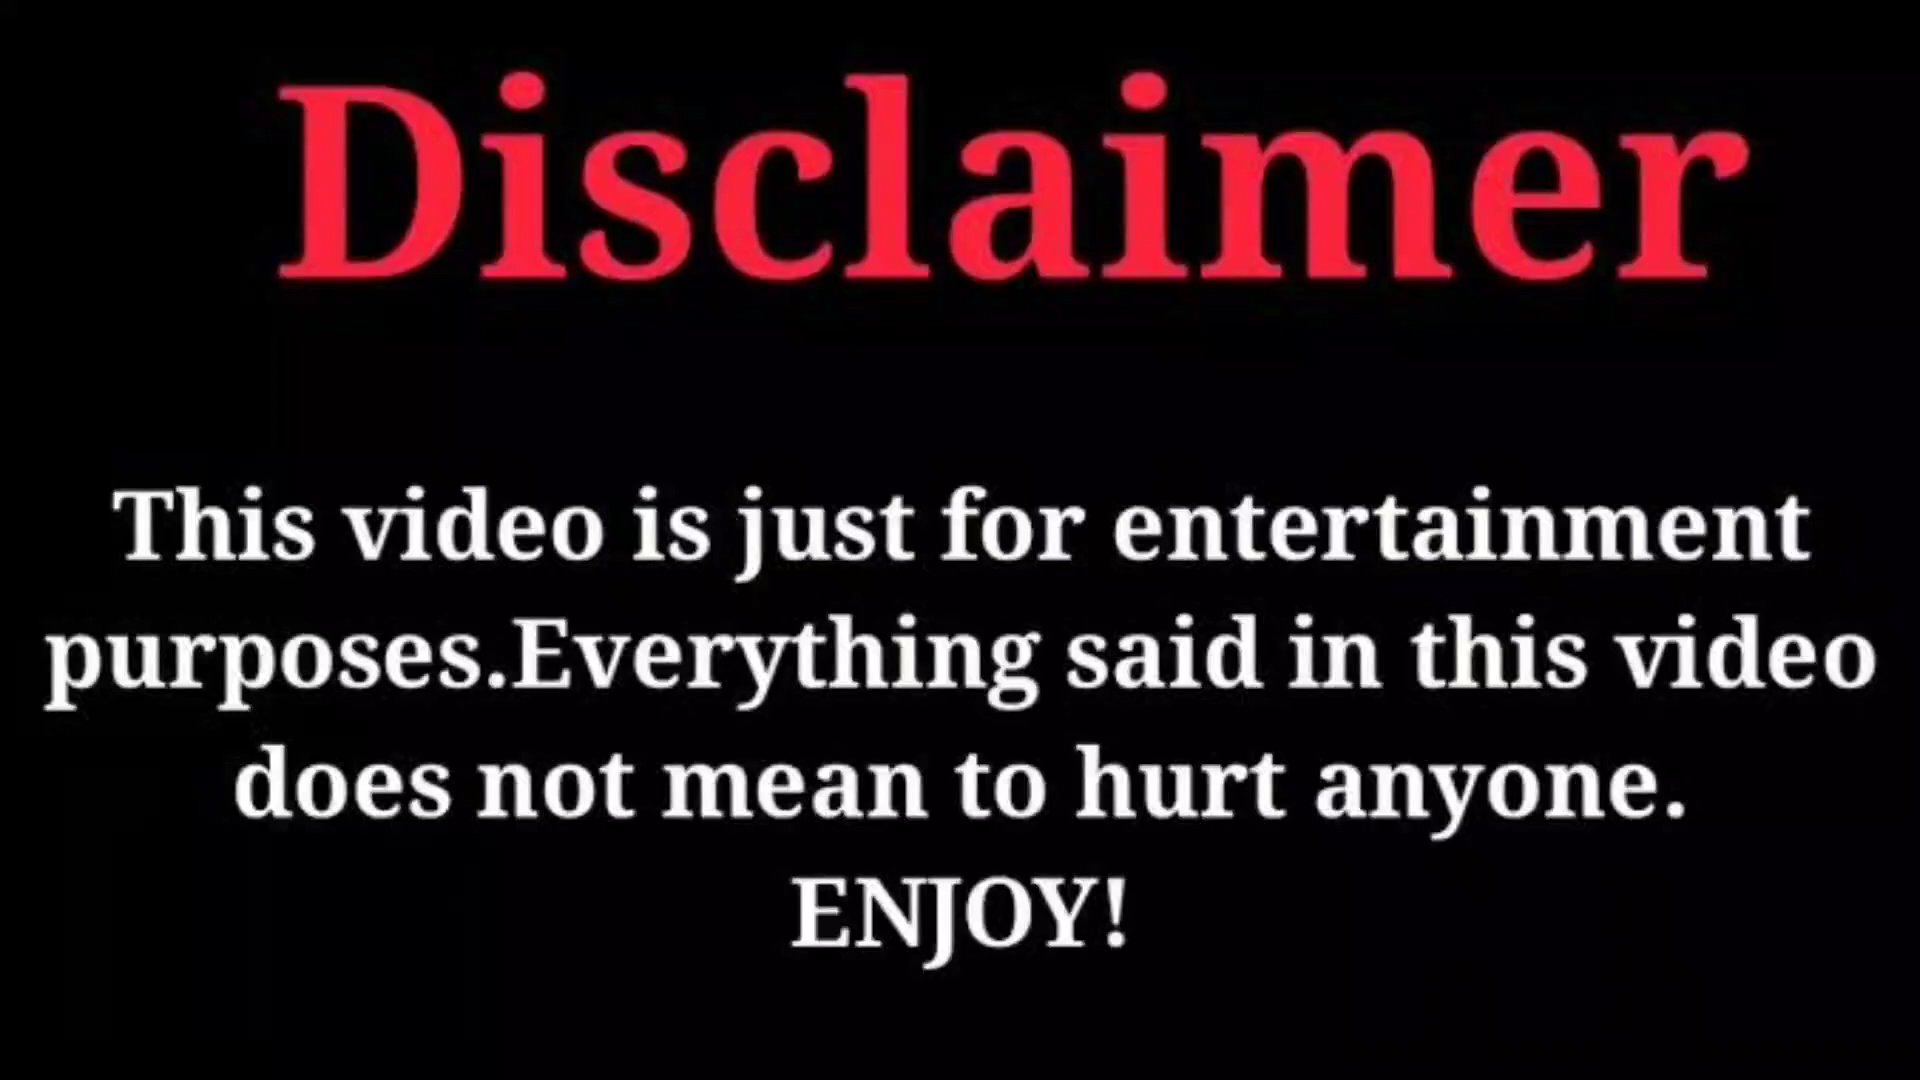 Disclaimer
This video is just for entertainment
purposes.Everything said in this video
does not mean to hurt anyone.
ENJOY!